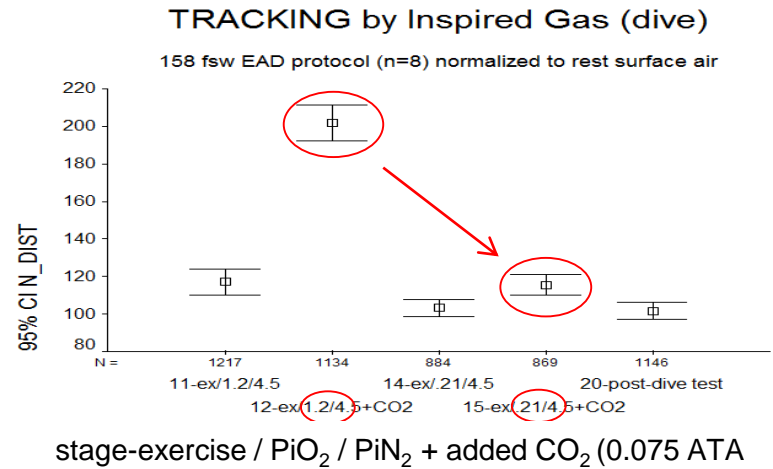 TRACKING by Inspired Gas (dive)
158 fsw EAD protocol (n=8) normalized to rest surface air
220
200
180
160
140
120
100
80
95% CI N_DIST
N = 1217 1134 884 869 1146
11-ex/1.2/4.5 14-ex/.21/4.5 20-post-dive test
12-ex/1.2/4.5+CO2 15-ex/.21/4.5+CO2
stage-exercise / PiO₂ / PiN₂ + added CO₂ (0.075 ATA